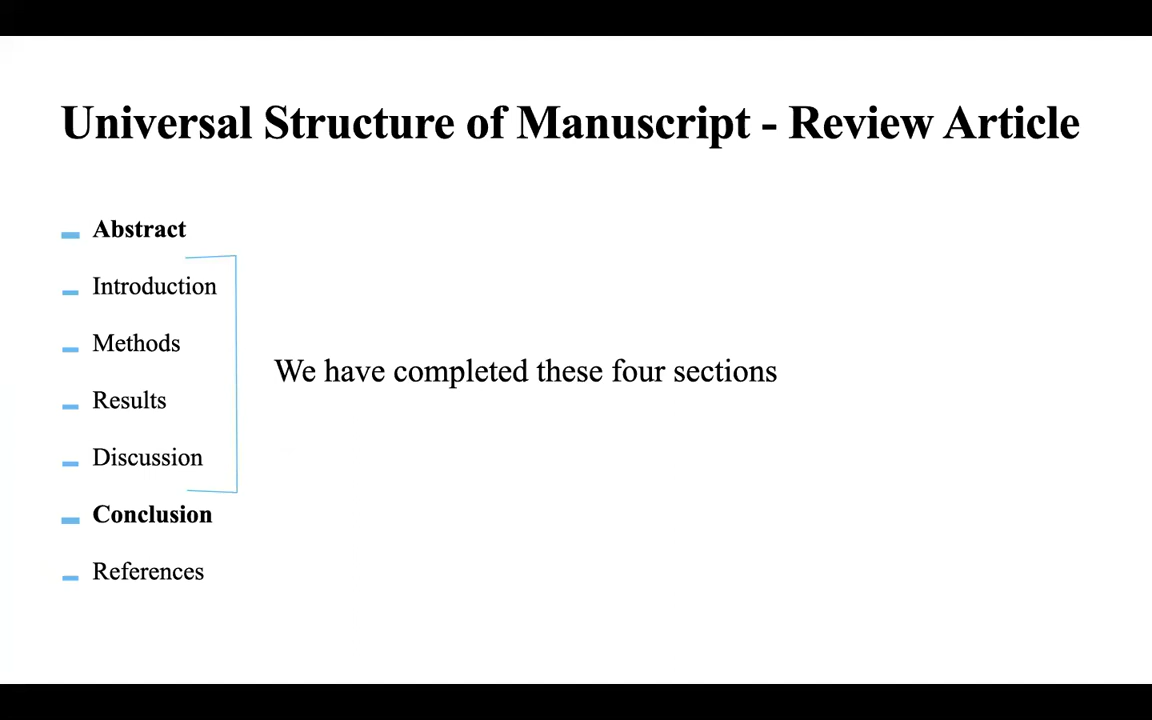 Universal Structure of Manuscript - Review Article
Abstract
Introduction
Methods
Results
Discussion
Conclusion
References
We have completed these four sections